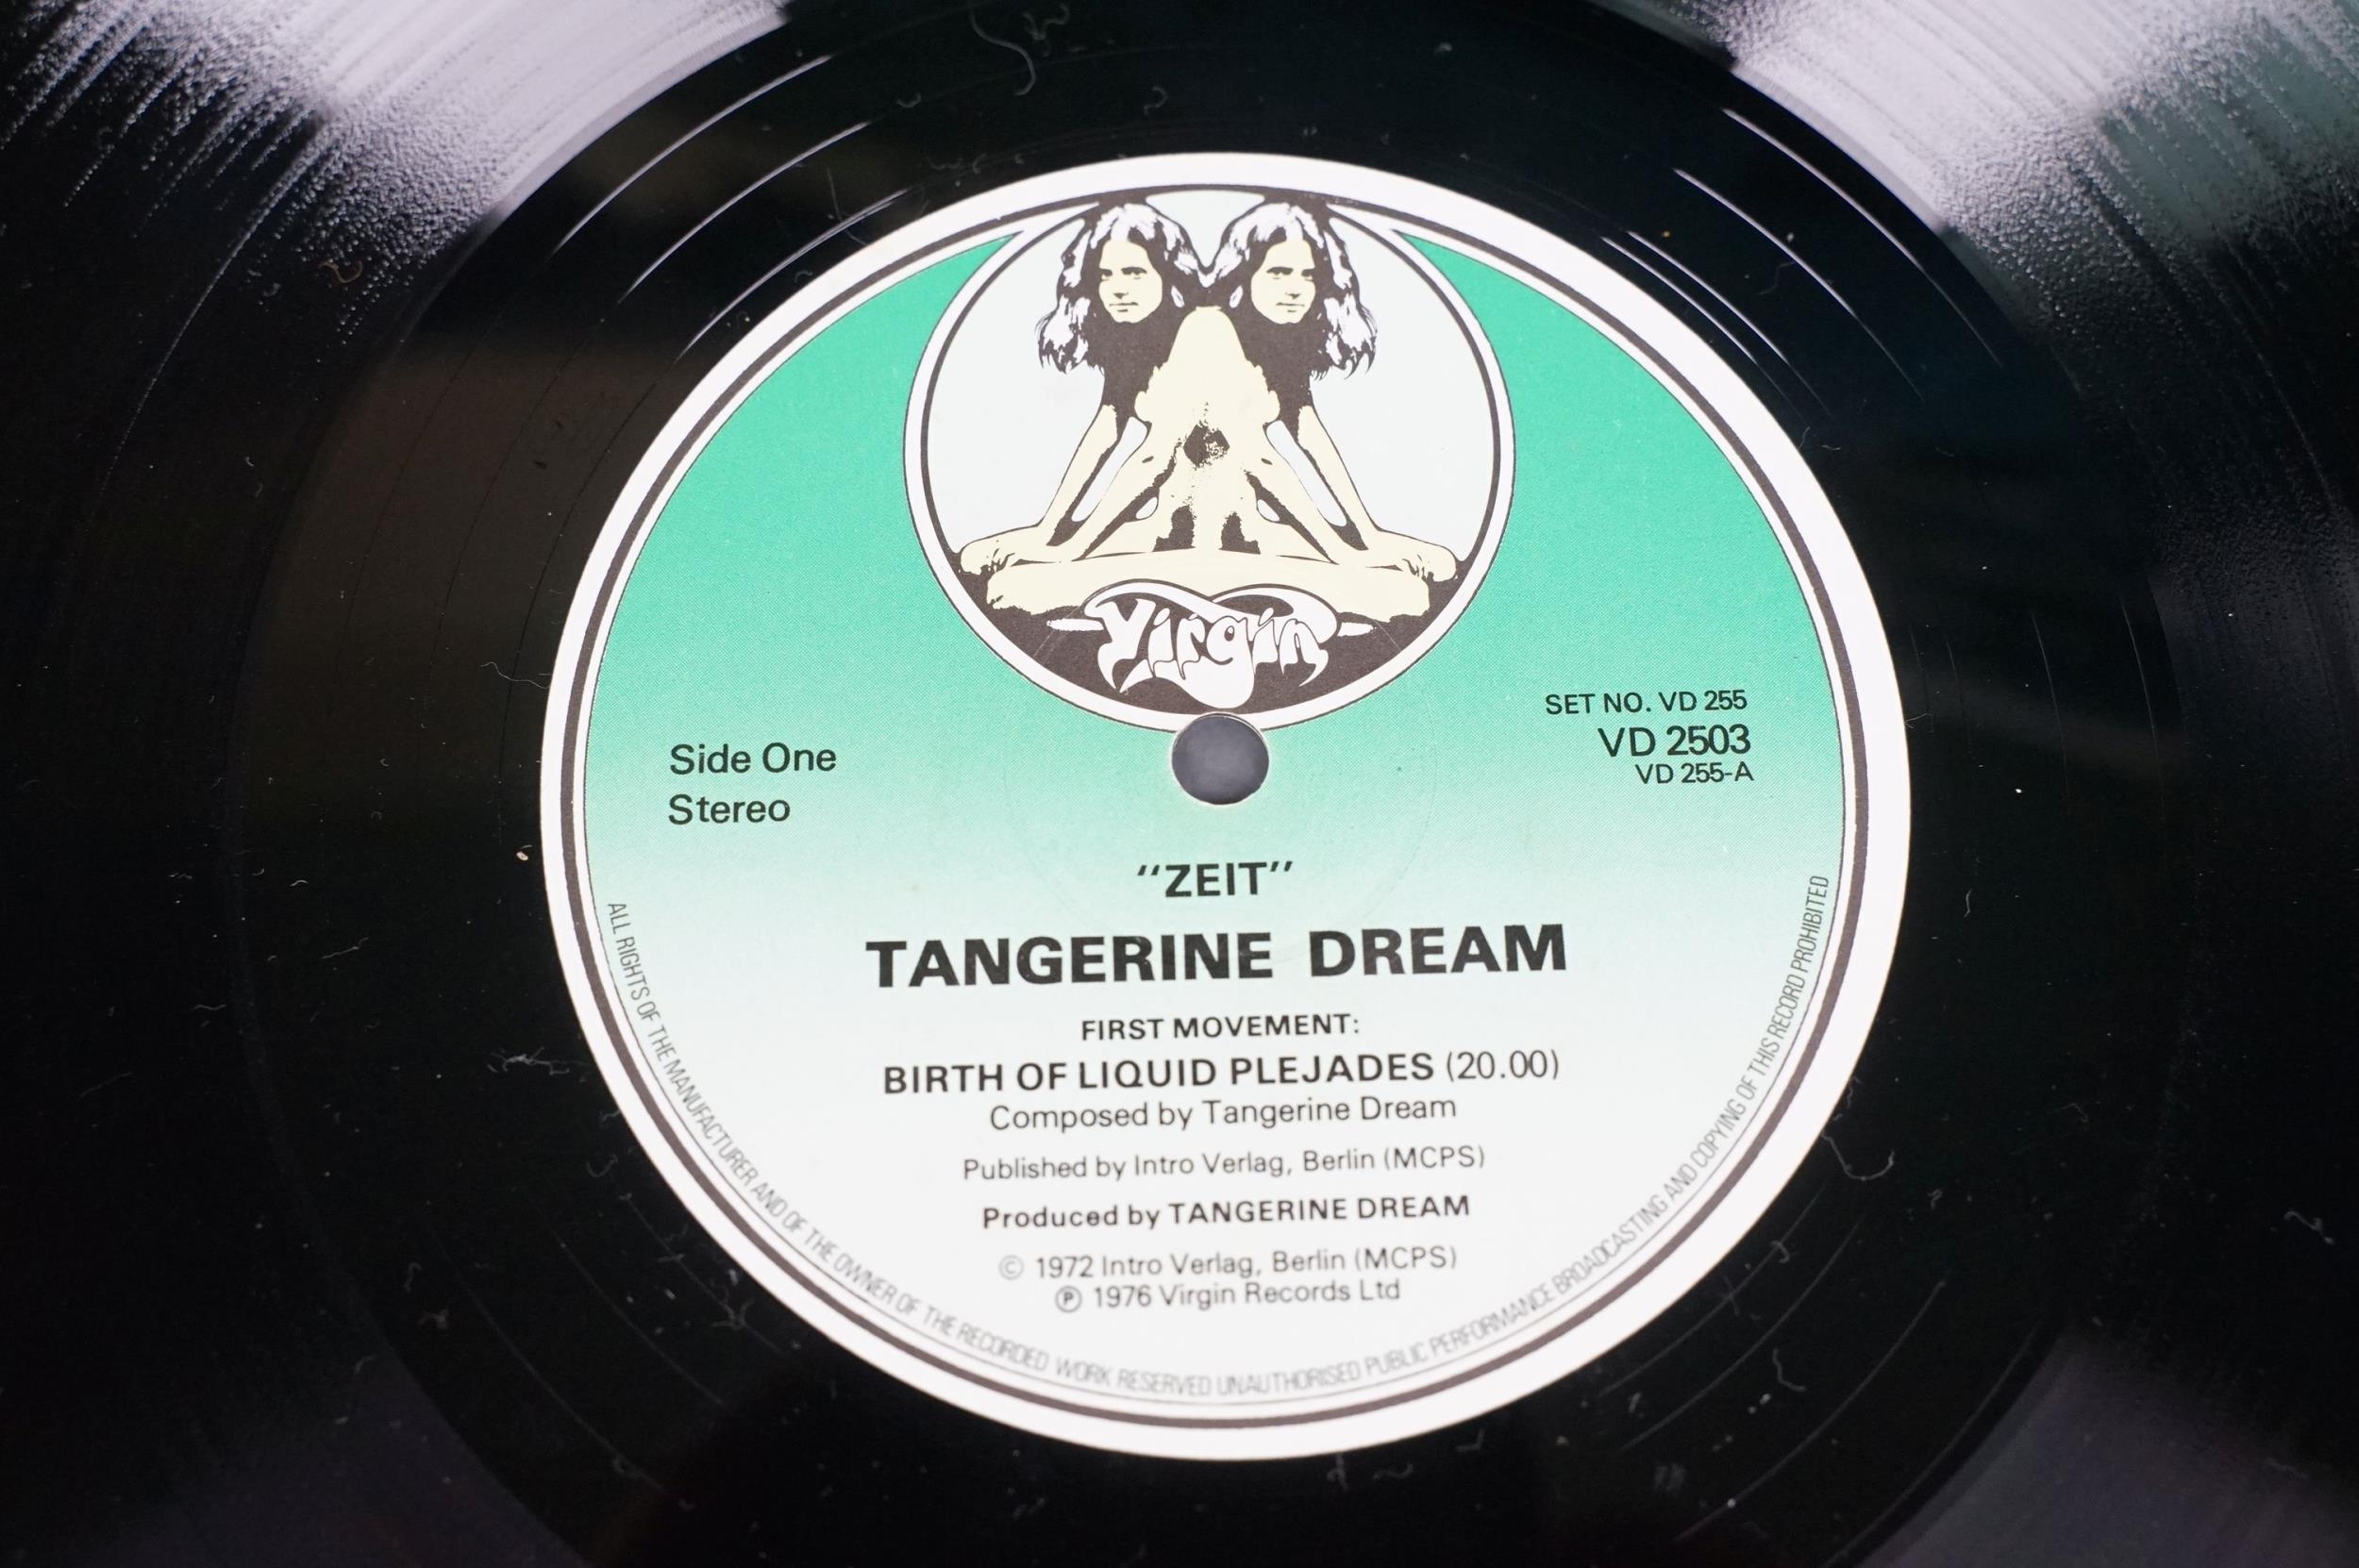 Virgin
SET NO. VD 255
VD 2503
VD 255-A
Side One
Stereo
"ZEIT"
TANGERINE DREAM
FIRST MOVEMENT:
BIRTH OF LIQUID PLEJADES (20.00)
Composed by Tangerine Dream
Published by Intro Verlag, Berlin (MCPS)
Produced by TANGERINE DREAM
© 1972 Intro Verlag, Berlin (MCPS)
℗ 1976 Virgin Records Ltd
ALL RIGHTS OF THE MANUFACTURER AND OF THE OWNER OF THE RECORDED WORK RESERVED UNAUTHORISED PUBLIC PERFORMANCE BROADCASTING AND COPYING OF THIS RECORD PROHIBITED